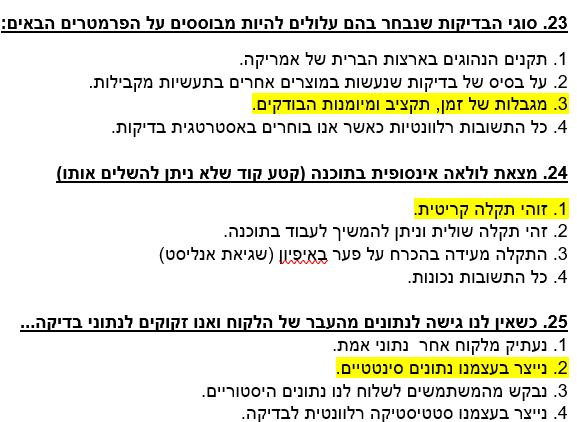 23. סוגי הבדיקות שנבחר בהם עלולים להיות מבוססים על הפרמטרים הבאים:
1. תקנים הנהוגים בארצות הברית של אמריקה.
2. על בסיס של בדיקות שנעשות במוצרים אחרים בתעשיות מקבילות.
3. מגבלות של זמן, תקציב ומיומנות הבודקים.
4. כל התשובות רלוונטיות כאשר אנו בוחרים באסטרטגית בדיקות.
24. מצאת לולאה אינסופית בתוכנה (קטע קוד שלא ניתן להשלים אותו)
1. זוהי תקלה קריטית.
2. זהי תקלה שולית וניתן להמשיך לעבוד בתוכנה.
3. התקלה מעידה בהכרח על פער באיפיון (שגיאת אנליסט)
4. כל התשובות נכונות.
25. כשאין לנו גישה לנתונים מהעבר של הלקוח ואנו זקוקים לנתוני בדיקה...
1. נעתיק מלקוח אחר נתוני אמת.
2. נייצר בעצמנו נתונים סינטטיים.
3. נבקש מהמשתמשים לשלוח לנו נתונים היסטוריים.
4. נייצר בעצמנו סטטיסטיקה רלוונטית לבדיקה.